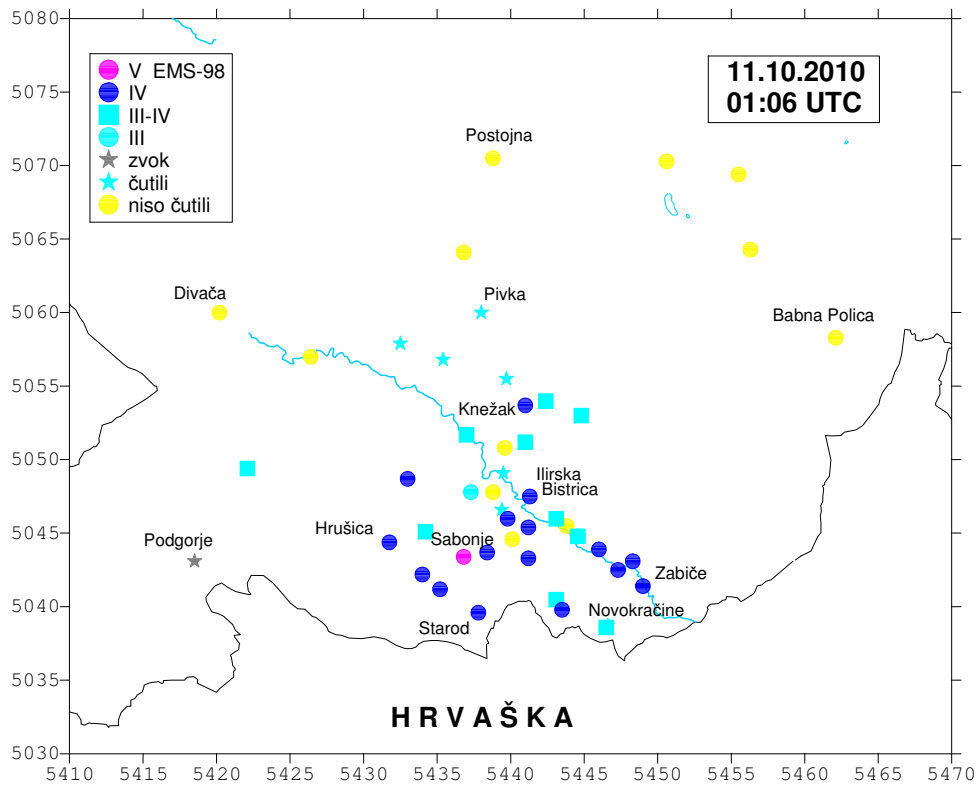 5080
5075
5070
5065
5060
5055
5050
5045
5040
5035
5030
V EMS-98
IV
III-IV
III
zvok
čutili
niso čutili
11.10.2010
01:06 UTC
Postojna
Divača
Pivka
Babna Polica
Knežak
Ilirska
Bistrica
Hrušica
Sabonje
Podgorje
Zabiče
Novokračine
Starod
HRVAŠKA
5410 5415 5420 5425 5430 5435 5440 5445 5450 5455 5460 5465 5470